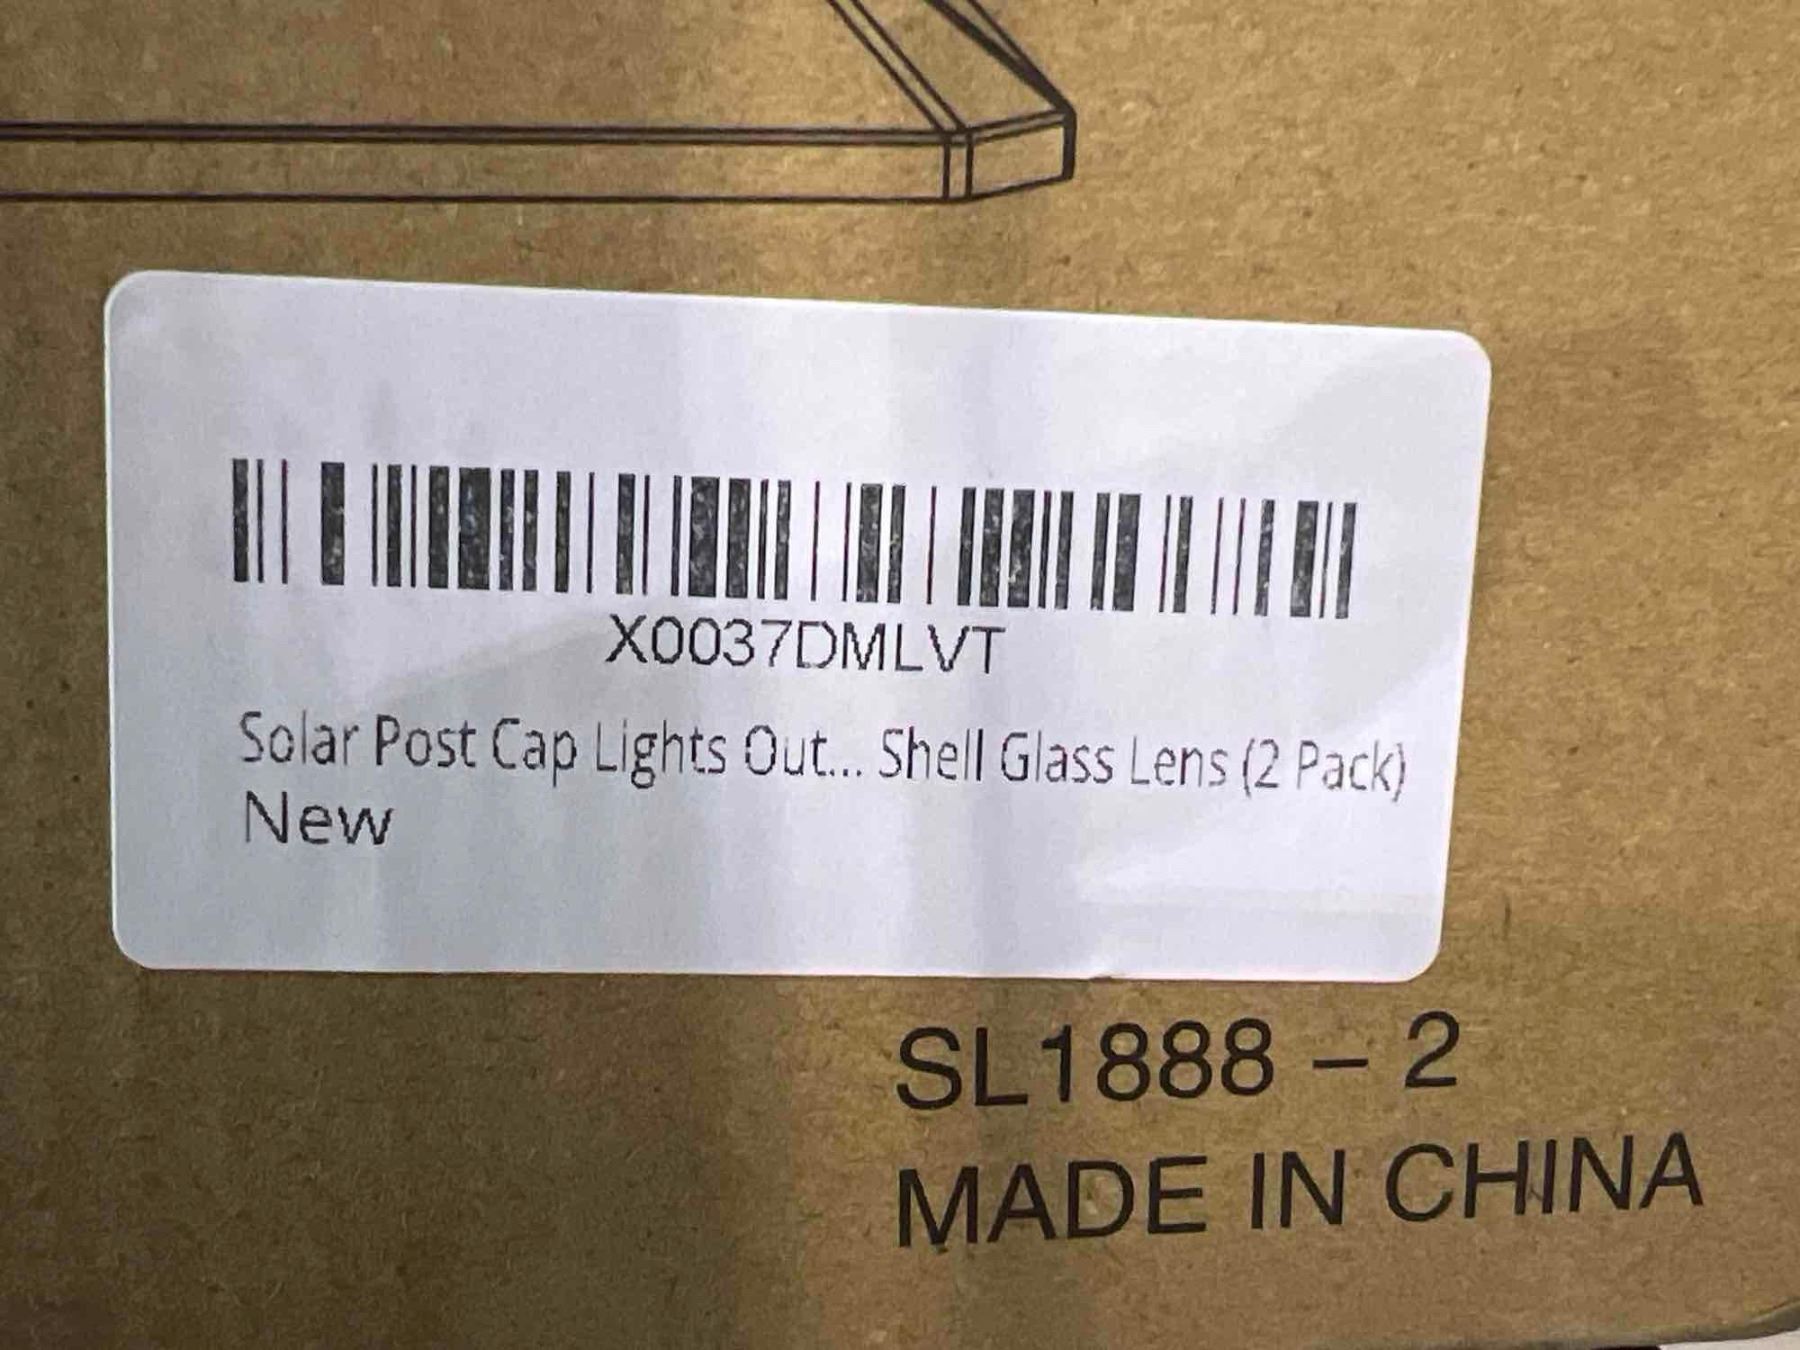 X0037DMLVT
Solar Post Cap Lights Out... Shell Glass Lens (2 Pack)
New
SL1888 – 2
MADE IN CHINA